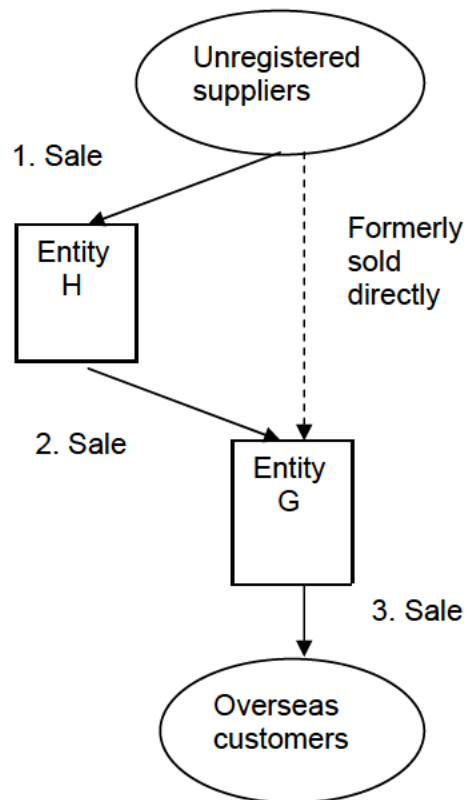 Unregistered
suppliers
1. Sale
Entity
H
Formerly
sold
directly
2. Sale
Entity
G
3. Sale
Overseas
customers